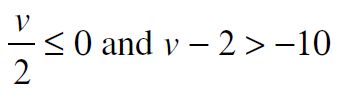 v/2 ≤ 0 and v − 2 > −10